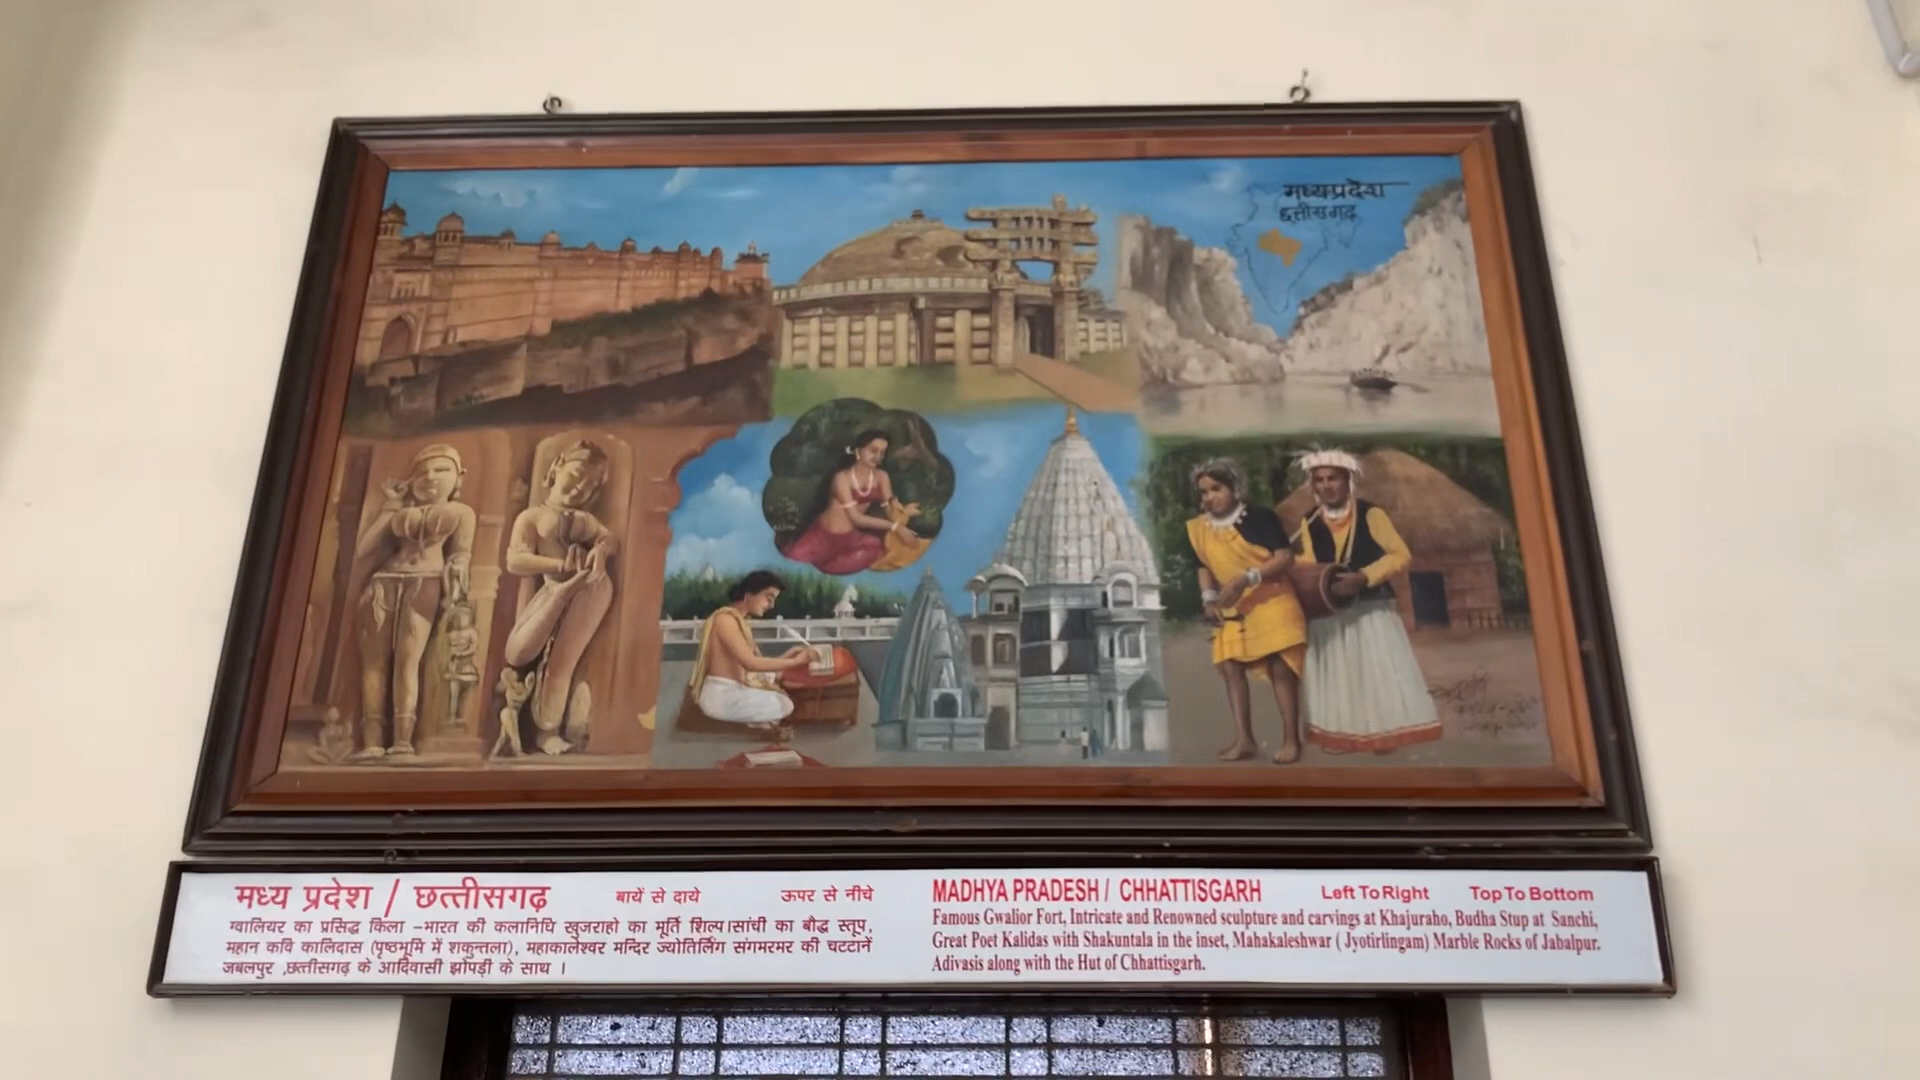 मध्यप्रदेश
छत्तीसगढ़
मध्य प्रदेश / छत्तीसगढ़ बायें से दाये ऊपर से नीचे
ग्वालियर का प्रसिद्ध किला –भारत की कलानिधि खुजराहो का मूर्ति शिल्प।सांची का बौद्ध स्तूप,
महान कवि कालिदास (पृष्ठभूमि में शकुन्तला), महाकालेश्वर मन्दिर ज्योतिर्लिंग संगमरमर की चटटानें
जबलपुर ,छत्तीसगढ़ के आदिवासी झोंपड़ी के साथ ।
MADHYA PRADESH / CHHATTISGARH Left To Right Top To Bottom
Famous Gwalior Fort, Intricate and Renowned sculpture and carvings at Khajuraho, Budha Stup at Sanchi,
Great Poet Kalidas with Shakuntala in the inset, Mahakaleshwar ( Jyotirlingam) Marble Rocks of Jabalpur.
Adivasis along with the Hut of Chhattisgarh.